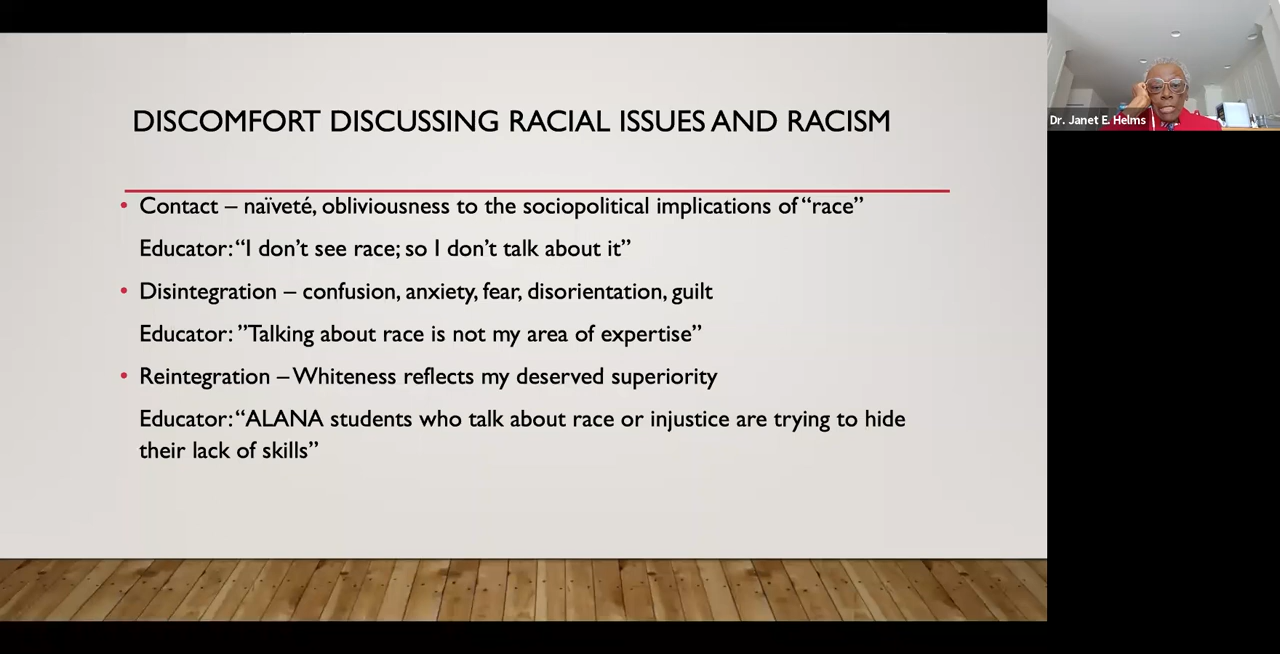 DISCOMFORT DISCUSSING RACIAL ISSUES AND RACISM
Dr. Janet E. Helms
• Contact – naïveté, obliviousness to the sociopolitical implications of “race”
Educator: “I don’t see race; so I don’t talk about it”
• Disintegration – confusion, anxiety, fear, disorientation, guilt
Educator: ”Talking about race is not my area of expertise”
• Reintegration – Whiteness reflects my deserved superiority
Educator: “ALANA students who talk about race or injustice are trying to hide
their lack of skills”